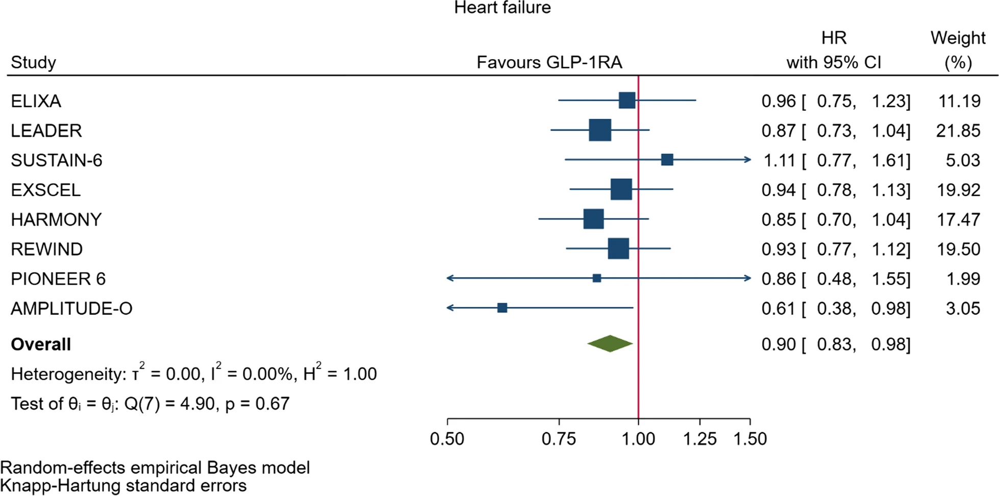 Heart failure
HR Weight
Study Favours GLP-1RA with 95% CI (%)
ELIXA 0.96 [ 0.75, 1.23] 11.19
LEADER 0.87 [ 0.73, 1.04] 21.85
SUSTAIN-6 1.11 [ 0.77, 1.61] 5.03
EXSCEL 0.94 [ 0.78, 1.13] 19.92
HARMONY 0.85 [ 0.70, 1.04] 17.47
REWIND 0.93 [ 0.77, 1.12] 19.50
PIONEER 6 0.86 [ 0.48, 1.55] 1.99
AMPLITUDE-O 0.61 [ 0.38, 0.98] 3.05
Overall 0.90 [ 0.83, 0.98]
Heterogeneity: τ² = 0.00, I² = 0.00%, H² = 1.00
Test of θᵢ = θⱼ: Q(7) = 4.90, p = 0.67
0.50 0.75 1.00 1.25 1.50
Random-effects empirical Bayes model
Knapp-Hartung standard errors